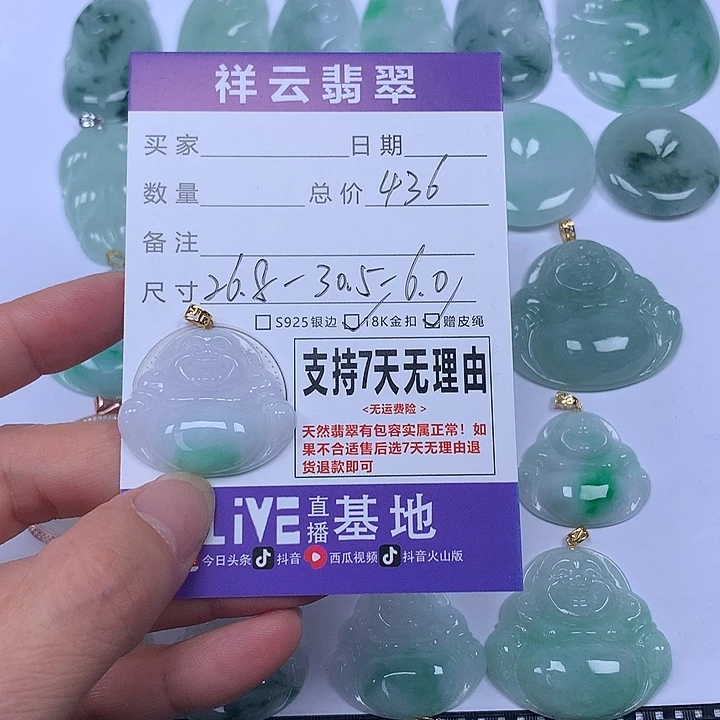 祥云翡翠
买家 日期
数量 总价 436
备注
尺寸 26.8-30.5-6.0
S925银边 18K金扣 赠皮绳
支持7天无理由
<无运费险>
天然翡翠有包容实属正常！如
果不合适售后选7天无理由退
货退款即可
LiVE 直播 基地
今日头条 抖音 西瓜视频 抖音火山版